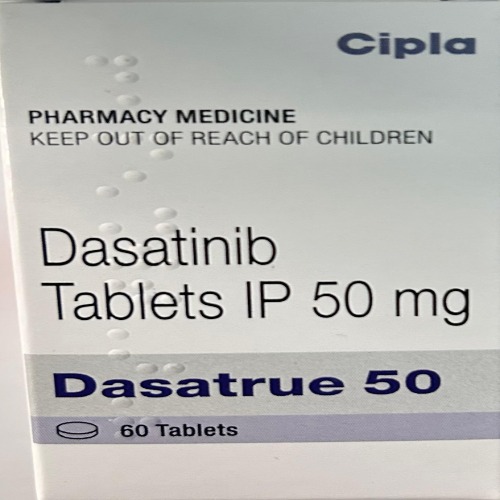 Cipla
PHARMACY MEDICINE
KEEP OUT OF REACH OF CHILDREN
Dasatinib
Tablets IP 50 mg
Dasatrue 50
60 Tablets